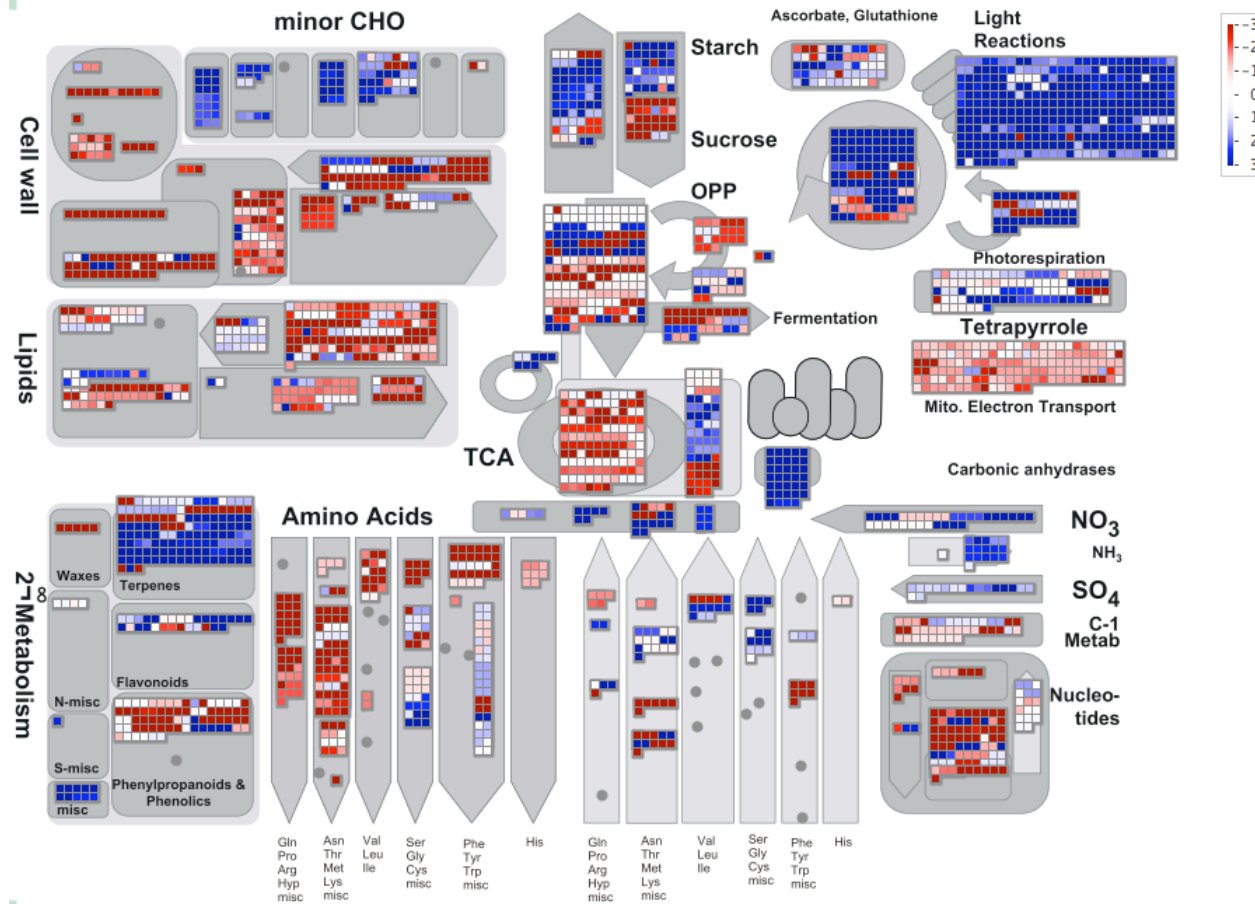 minor CHO
Ascorbate, Glutathione
Light
Reactions
Starch
Sucrose
OPP
Cell wall
Photorespiration
Tetrapyrrole
Fermentation
Mito. Electron Transport
Lipids
TCA
Carbonic anhydrases
Amino Acids
NO3
NH3
SO4
C-1
Metab
Nucleo-
tides
Waxes
Terpenes
8
N-misc
Flavonoids
S-misc
Phenylpropanoids &
Phenolics
misc
Gln
Pro
Arg
Hyp
misc
Asn
Thr
Met
Lys
misc
Val
Leu
Ile
Ser
Gly
Cys
misc
Phe
Tyr
Trp
misc
His
Gln
Pro
Arg
Hyp
misc
Asn
Thr
Met
Lys
misc
Val
Leu
Ile
Ser
Gly
Cys
misc
Phe
Tyr
Trp
misc
His